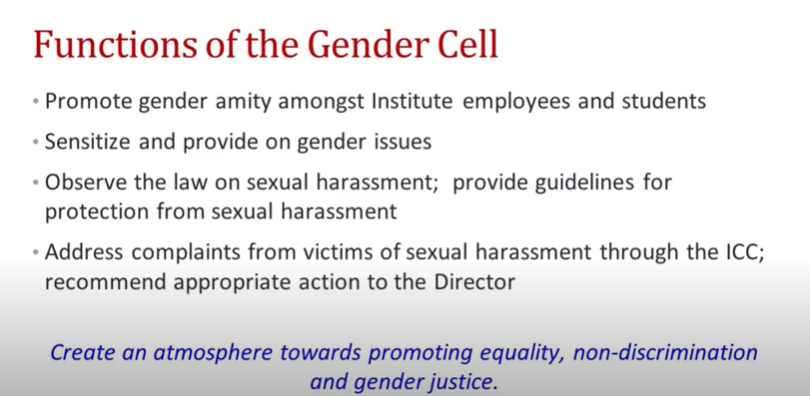 Functions of the Gender Cell
• Promote gender amity amongst Institute employees and students
• Sensitize and provide on gender issues
• Observe the law on sexual harassment; provide guidelines for
protection from sexual harassment
• Address complaints from victims of sexual harassment through the ICC;
recommend appropriate action to the Director
Create an atmosphere towards promoting equality, non-discrimination
and gender justice.